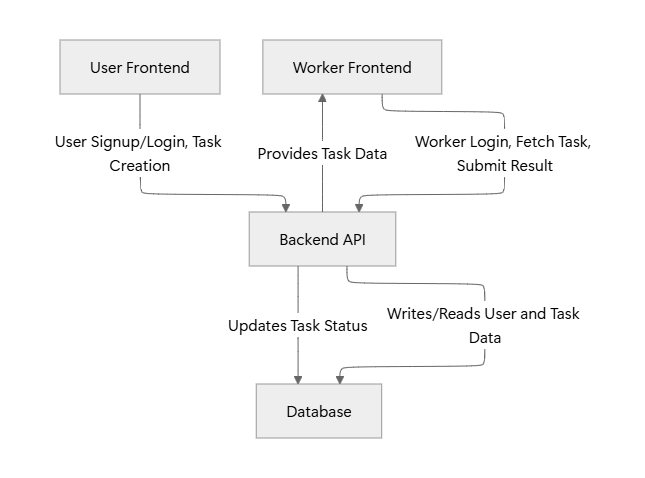 User Frontend
Worker Frontend
User Signup/Login, Task
Creation
Provides Task Data
Worker Login, Fetch Task,
Submit Result
Backend API
Updates Task Status
Writes/Reads User and Task
Data
Database